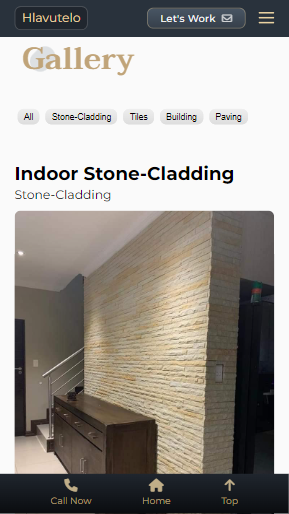 Hlavutelo Let's Work
Gallery
All Stone-Cladding Tiles Building Paving
Indoor Stone-Cladding
Stone-Cladding
Call Now Home Top